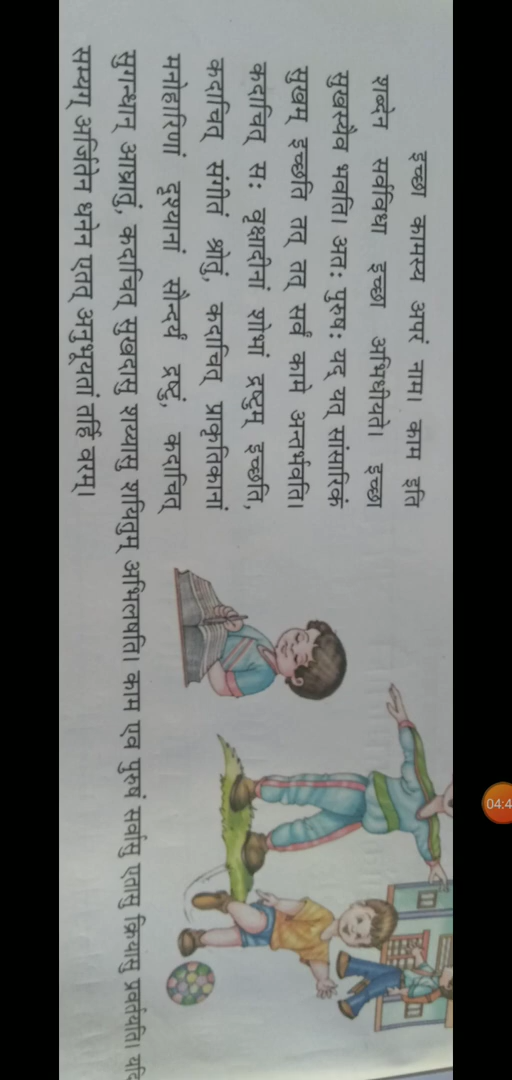 इच्छा कामस्य अपरं नाम। काम इति
शब्देन सर्वविधा इच्छा अभिधीयते। इच्छा
सुखस्यैव भवति। अतः पुरुषः यद् यत् सांसारिकं
सुखम् इच्छति तद् तद् सर्वं कामे अन्तर्भवति।
कदाचित् सः वृक्षादीनां शोभां द्रष्टुम् इच्छति,
कदाचित् संगीतं श्रोतुं, कदाचित् प्राकृतिकानां
मनोहारिणां दृश्यानां सौन्दर्यं द्रष्टुं, कदाचित्
सुगन्धान् आघ्रातुं, कदाचित् सुखदासु शय्यासु शयितुम् अभिलषति। काम एव पुरुषं सर्वासु एतासु क्रियासु प्रवर्तयति। यदि
सम्यग् अर्जितेन धनेन एतत् अनुभूयतां तर्हि वरम्।
04:4